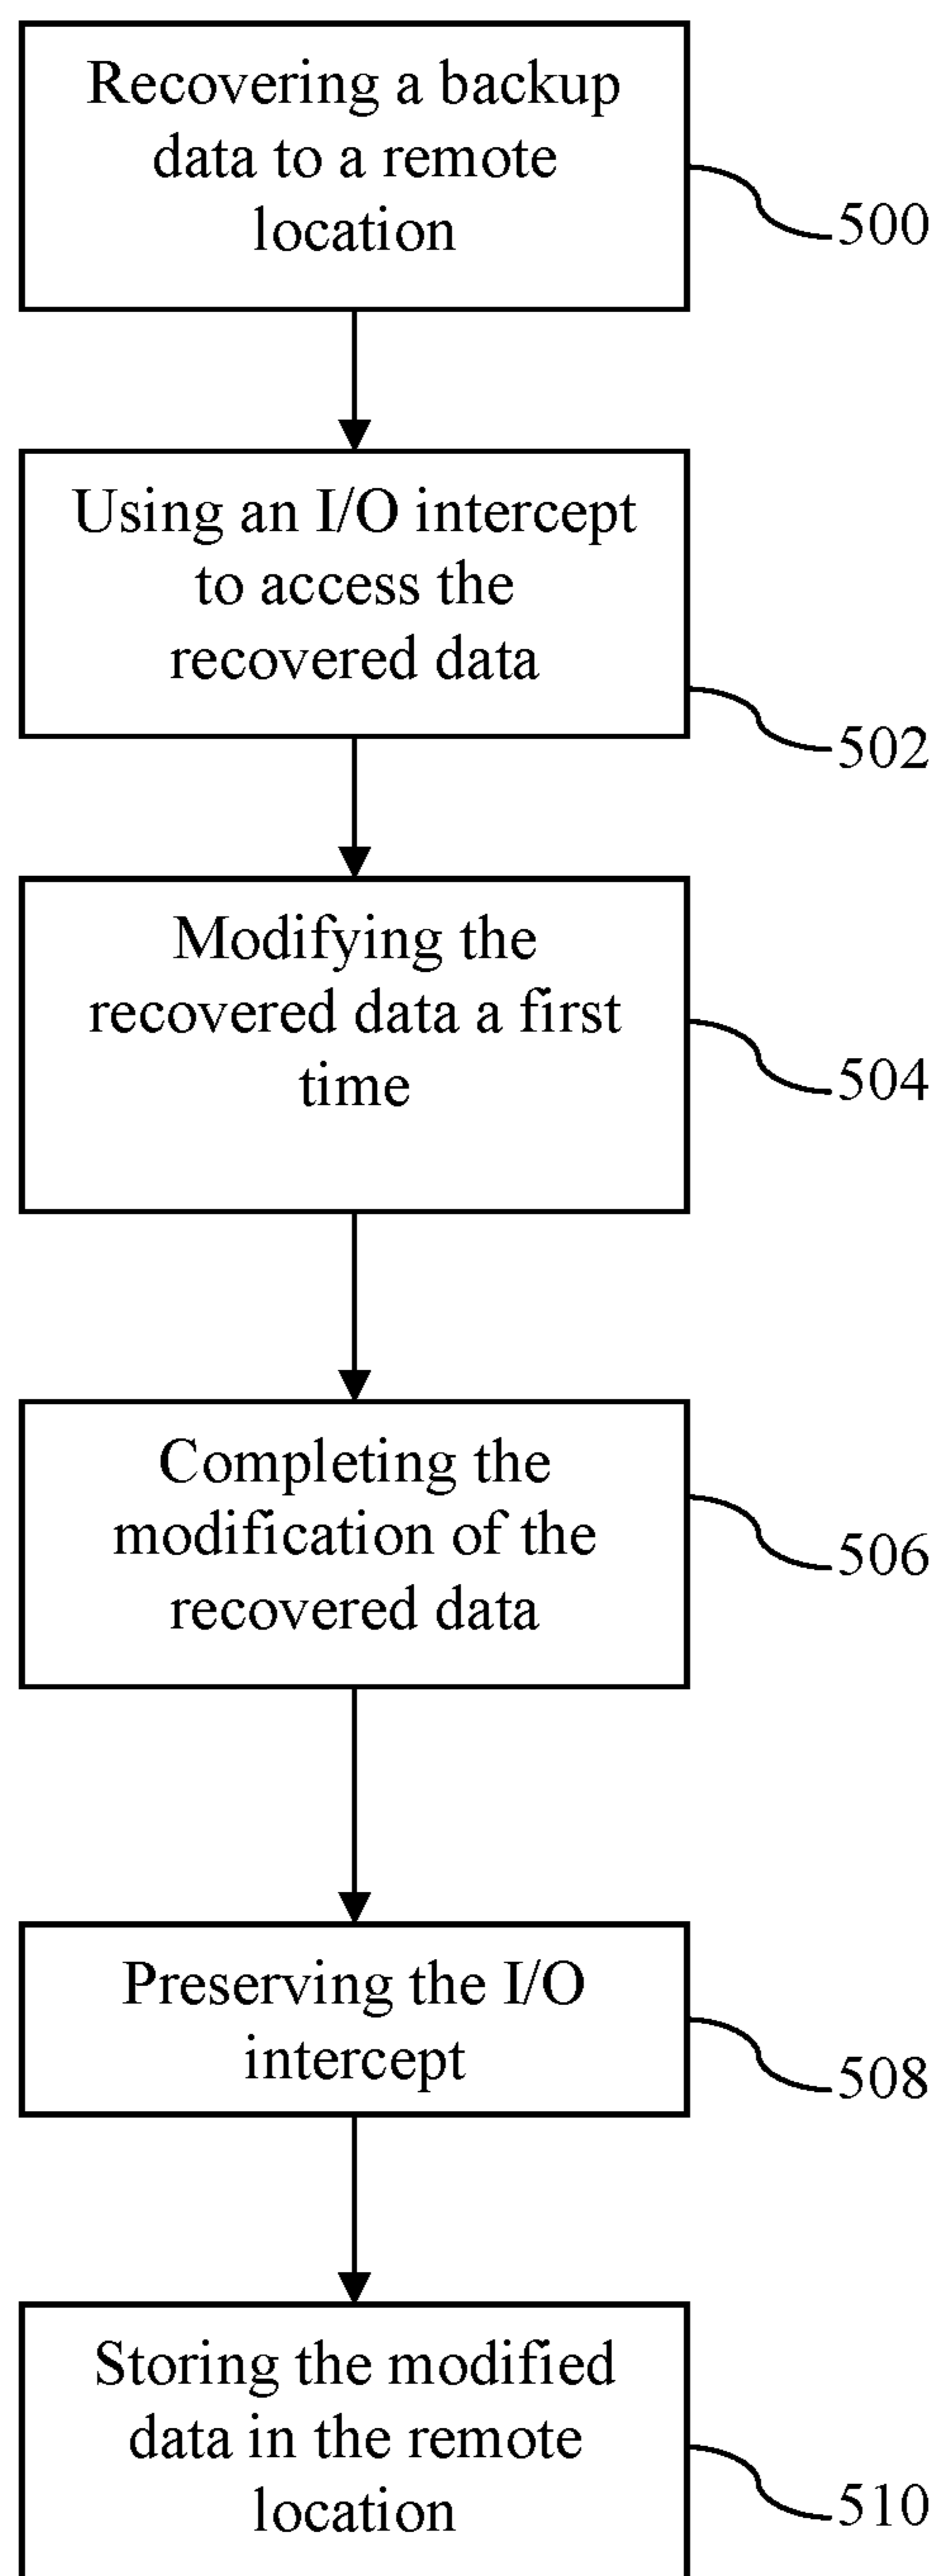 Recovering a backup
data to a remote
location
500
Using an I/O intercept
to access the
recovered data
502
Modifying the
recovered data a first
time
504
Completing the
modification of the
recovered data
506
Preserving the I/O
intercept
508
Storing the modified
data in the remote
location
510